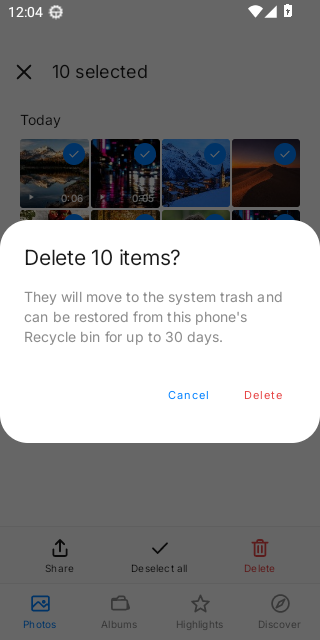 12:04
10 selected
Today
0:06
0:05
Delete 10 items?
They will move to the system trash and
can be restored from this phone's
Recycle bin for up to 30 days.
Cancel
Delete
Share
Deselect all
Delete
Photos
Albums
Highlights
Discover